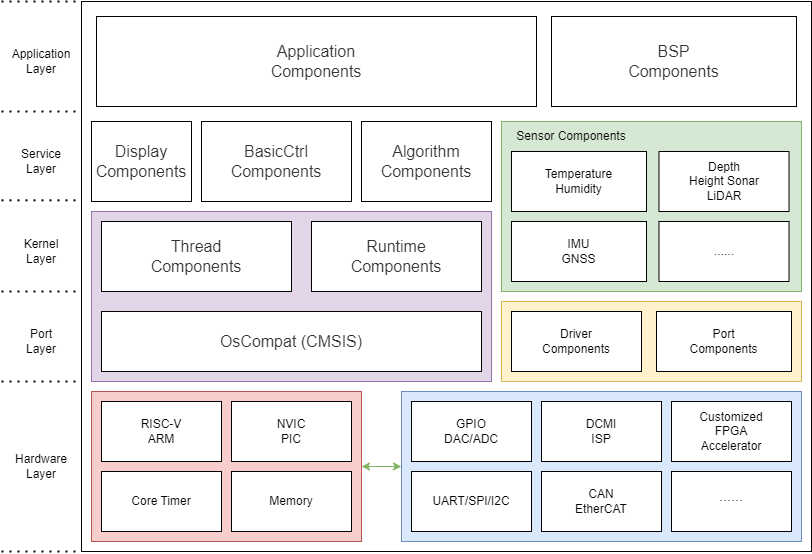 Application
Layer
Application
Components
BSP
Components
Service
Layer
Display
Components
BasicCtrl
Components
Algorithm
Components
Sensor Components
Temperature
Humidity
Depth
Height Sonar
LiDAR
Kernel
Layer
Thread
Components
Runtime
Components
IMU
GNSS
......
Port
Layer
OsCompat (CMSIS)
Driver
Components
Port
Components
Hardware
Layer
RISC-V
ARM
NVIC
PIC
Core Timer
Memory
GPIO
DAC/ADC
DCMI
ISP
Customized
FPGA
Accelerator
UART/SPI/I2C
CAN
EtherCAT
......